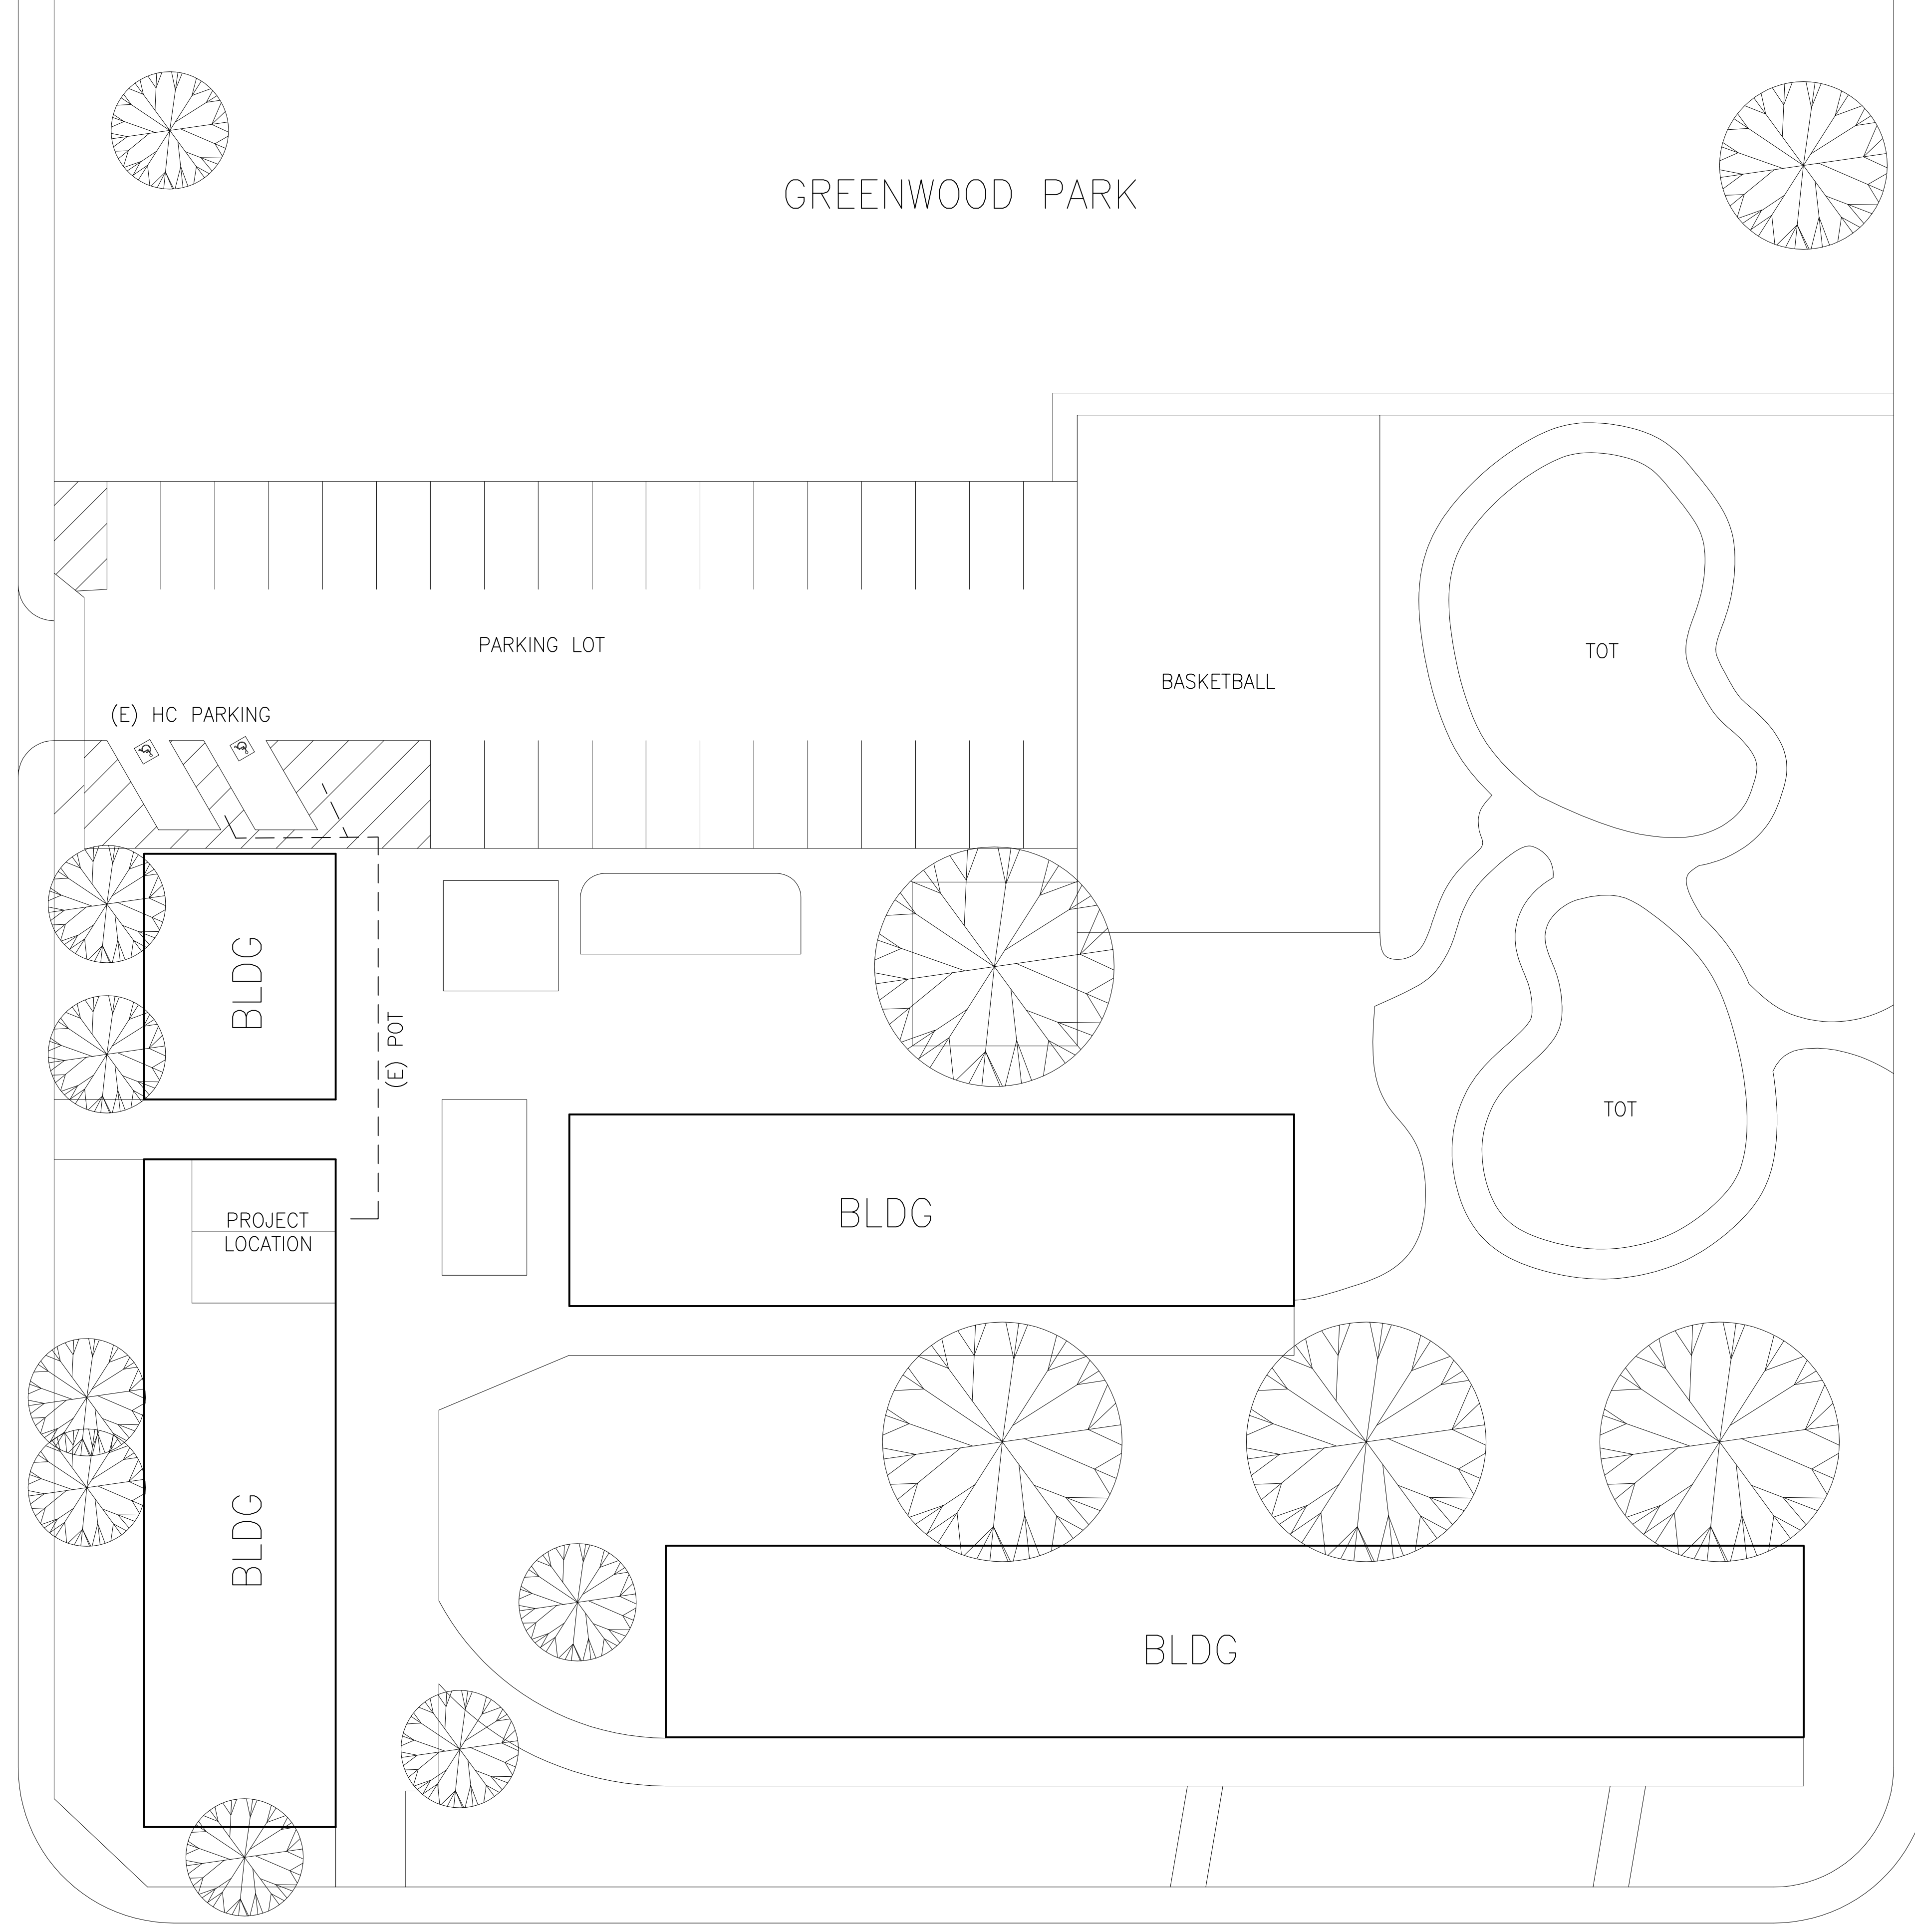 GREENWOOD PARK
PARKING LOT
TOT
BASKETBALL
(E) HC PARKING
BLDG
(E) POT
TOT
PROJECT
LOCATION
BLDG
BLDG
BLDG